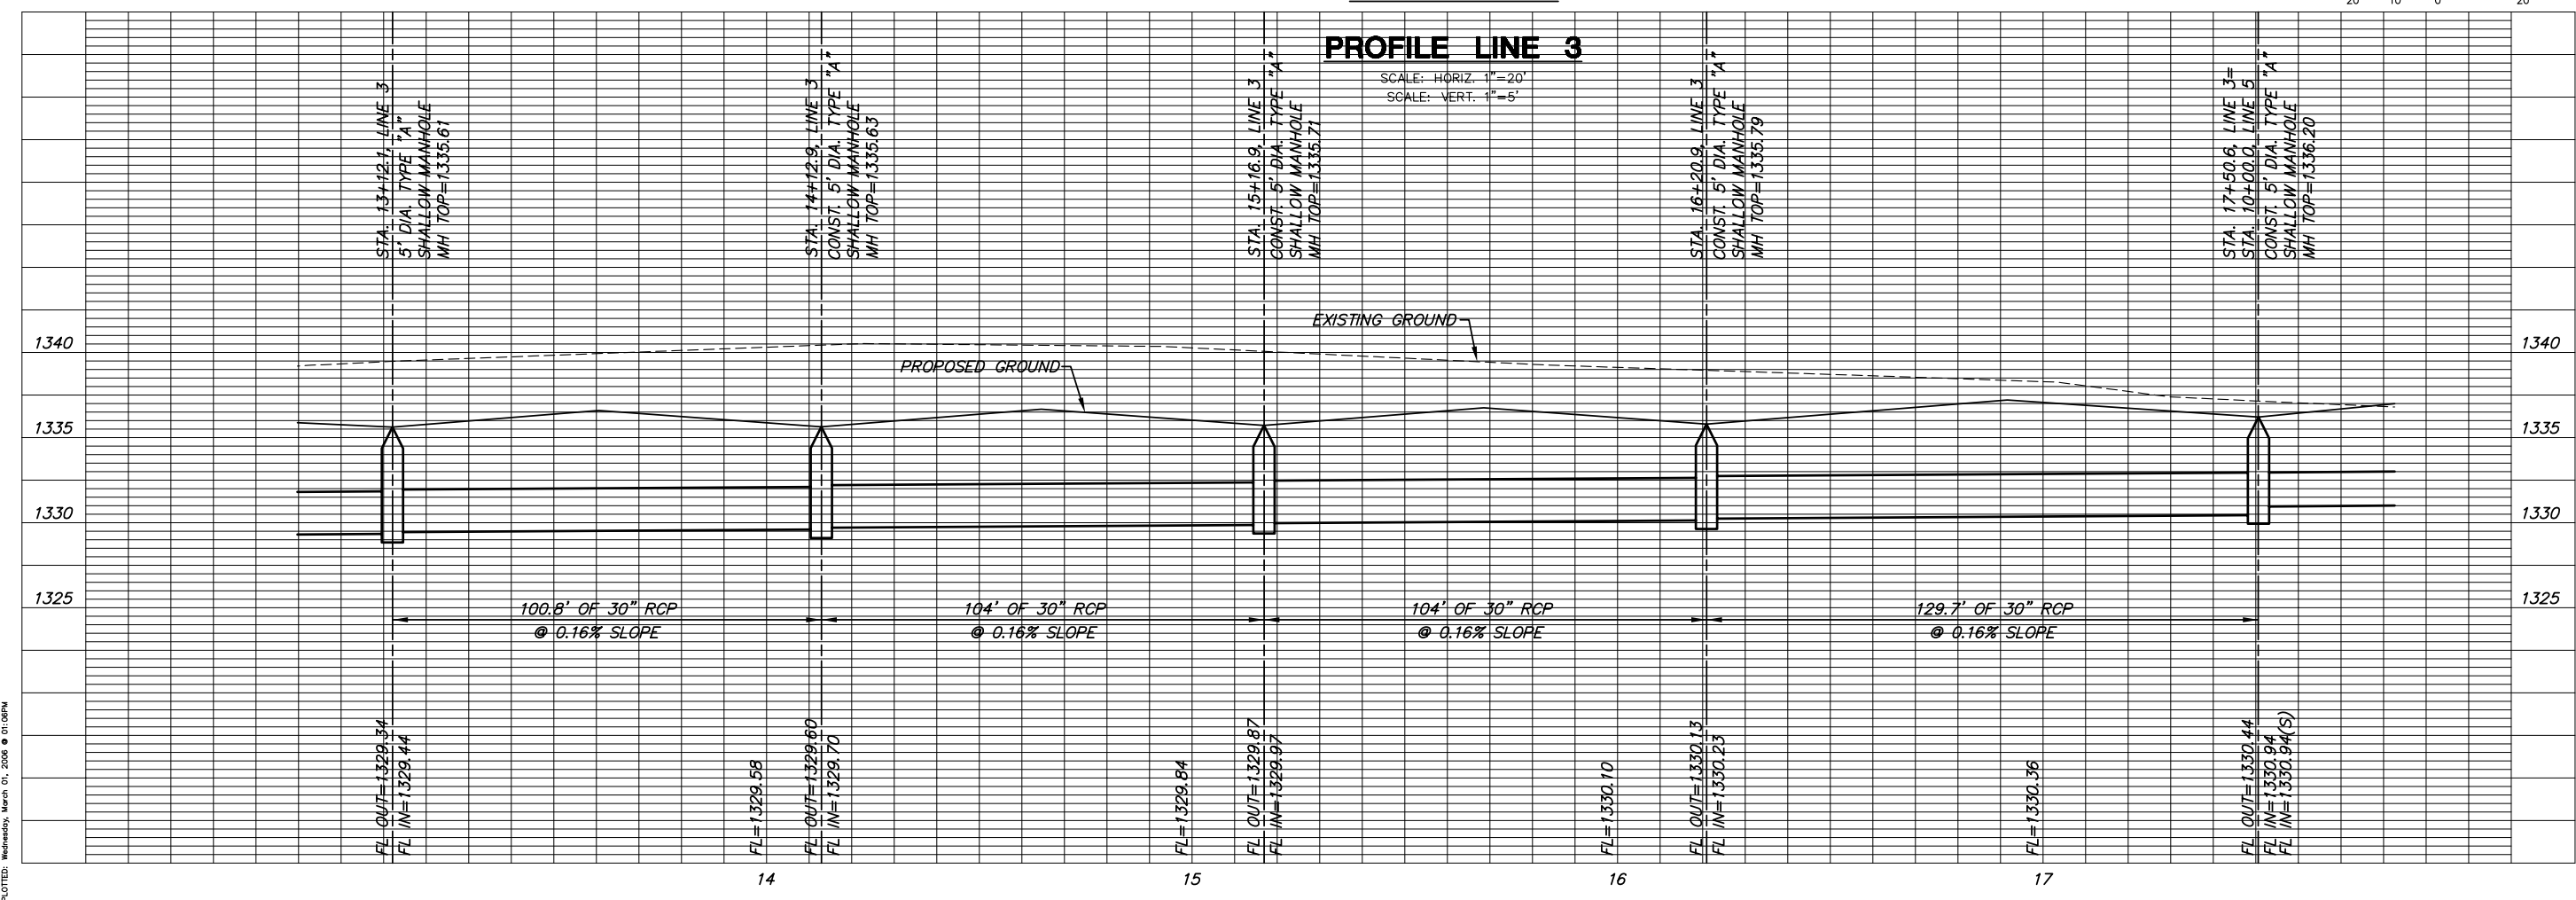 20 10 0 20
PROFILE LINE 3
SCALE: HORIZ. 1"=20'
SCALE: VERT. 1"=5'
STA. 13+12.1, LINE 3
5' DIA. TYPE "A"
SHALLOW MANHOLE
MH TOP=1335.61
STA. 14+12.9, LINE 3
CONST. 5' DIA. TYPE "A"
SHALLOW MANHOLE
MH TOP=1335.63
STA. 15+16.9, LINE 3
CONST. 5' DIA. TYPE "A"
SHALLOW MANHOLE
MH TOP=1335.71
STA. 16+20.9, LINE 3
CONST. 5' DIA. TYPE "A"
SHALLOW MANHOLE
MH TOP=1335.79
STA. 17+50.6, LINE 3=
STA. 10+00.0, LINE 5
CONST. 5' DIA. TYPE "A"
SHALLOW MANHOLE
MH TOP=1336.20
EXISTING GROUND
1340 1340
PROPOSED GROUND
1335 1335
1330 1330
1325 1325
100.8' OF 30" RCP
@ 0.16% SLOPE
104' OF 30" RCP
@ 0.16% SLOPE
104' OF 30" RCP
@ 0.16% SLOPE
129.7' OF 30" RCP
@ 0.16% SLOPE
FL OUT=1329.34
FL IN=1329.44
FL=1329.58
FL OUT=1329.60
FL IN=1329.70
FL=1329.84
FL OUT=1329.87
FL IN=1329.97
FL=1330.10
FL OUT=1330.13
FL IN=1330.23
FL=1330.36
FL OUT=1330.44
FL IN=1330.94
FL IN=1330.94(S)
14 15 16 17
PLOTTED: Wednesday, March 01, 2006 @ 01:06PM